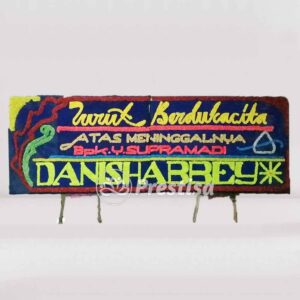 Turut Berdukacita
ATAS MENINGGALNYA
BpK.Y.SUPRAMADI
DANISHABBEY
Prestisa